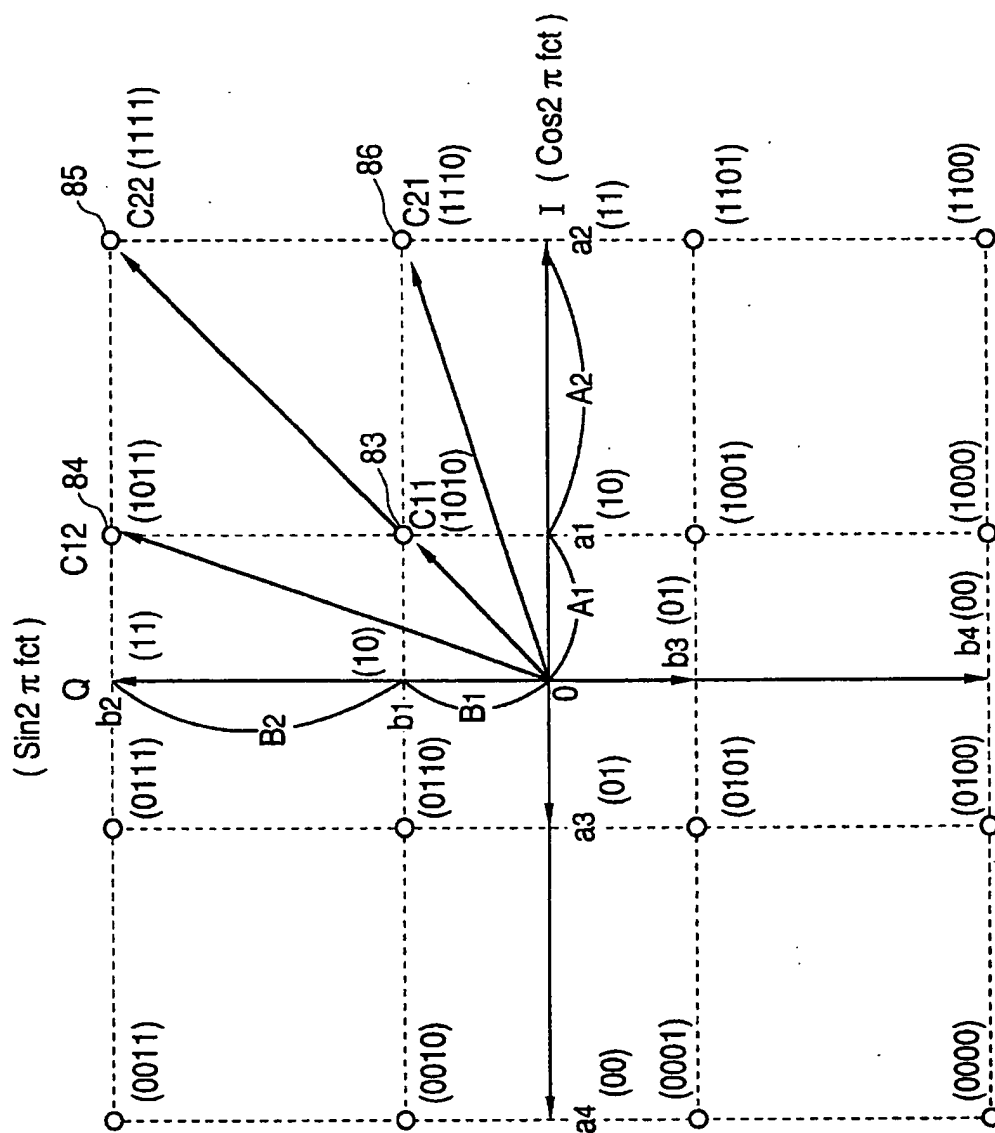 ( Sin2 π fct )
Q
C12
84
85
b2
(11)
(0011)
(0111)
(1011)
C22 (1111)
B2
83
86
b1
(10)
(0010)
(0110)
C11
(1010)
C21
(1110)
B1
0
A1
A2
I ( Cos2 π fct )
a4
(00)
a3
(01)
a1
(10)
a2
(11)
b3 (01)
(0001)
(0101)
(1001)
(1101)
b4 (00)
(0000)
(0100)
(1000)
(1100)